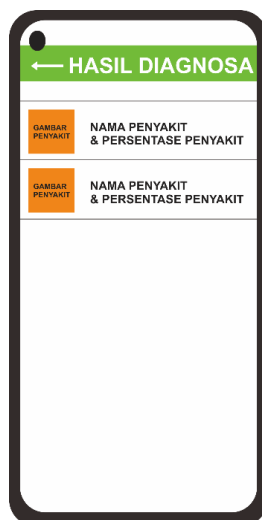 ← HASIL DIAGNOSA
GAMBAR
PENYAKIT
NAMA PENYAKIT
& PERSENTASE PENYAKIT
GAMBAR
PENYAKIT
NAMA PENYAKIT
& PERSENTASE PENYAKIT